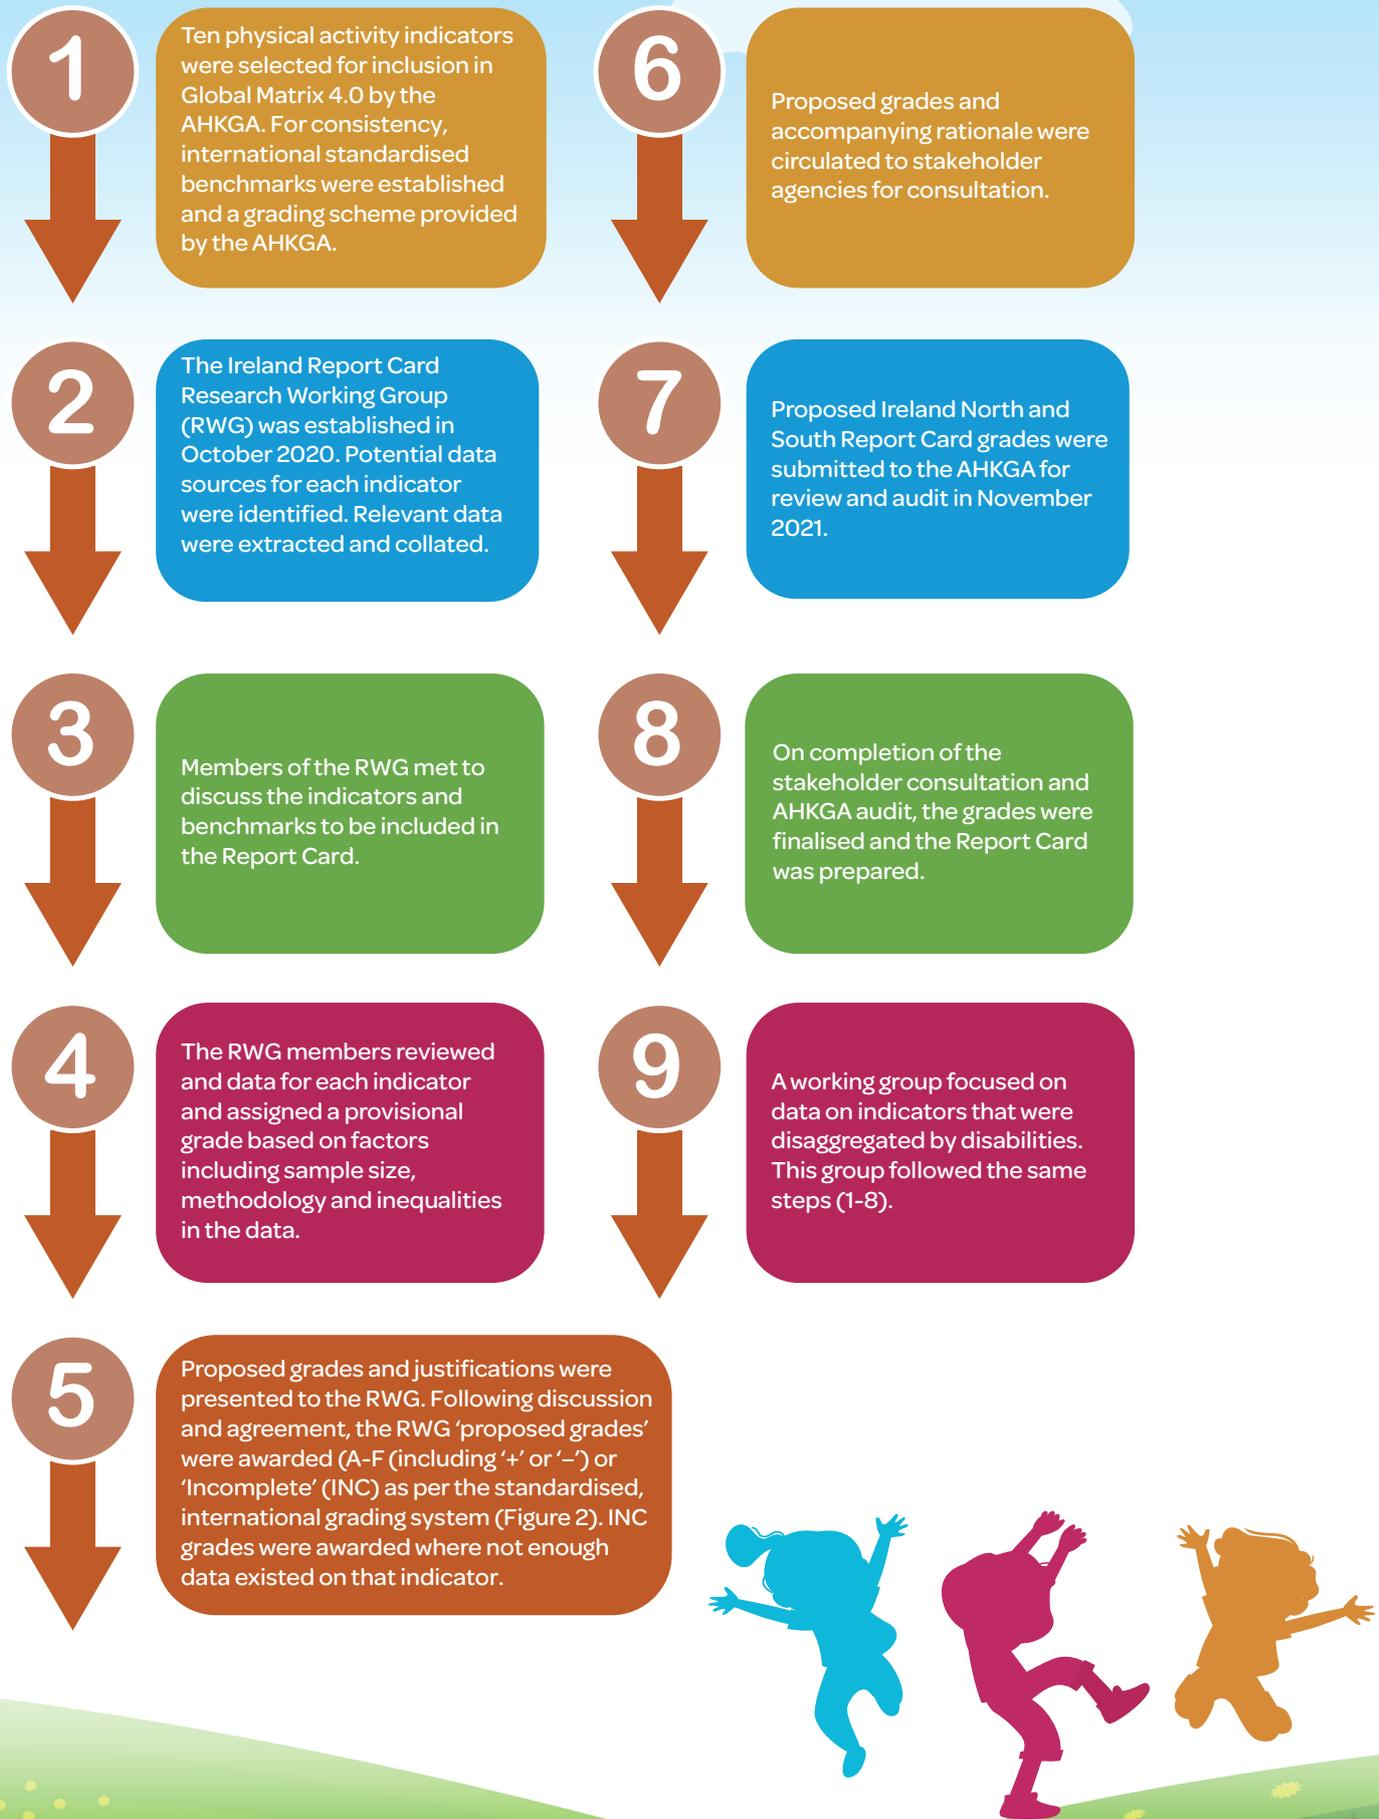 1
Ten physical activity indicators
were selected for inclusion in
Global Matrix 4.0 by the
AHKGA. For consistency,
international standardised
benchmarks were established
and a grading scheme provided
by the AHKGA.
2
The Ireland Report Card
Research Working Group
(RWG) was established in
October 2020. Potential data
sources for each indicator
were identified. Relevant data
were extracted and collated.
3
Members of the RWG met to
discuss the indicators and
benchmarks to be included in
the Report Card.
4
The RWG members reviewed
and data for each indicator
and assigned a provisional
grade based on factors
including sample size,
methodology and inequalities
in the data.
5
Proposed grades and justifications were
presented to the RWG. Following discussion
and agreement, the RWG ‘proposed grades’
were awarded (A-F (including ‘+’ or ‘–’) or
‘Incomplete’ (INC) as per the standardised,
international grading system (Figure 2). INC
grades were awarded where not enough
data existed on that indicator.
6
Proposed grades and
accompanying rationale were
circulated to stakeholder
agencies for consultation.
7
Proposed Ireland North and
South Report Card grades were
submitted to the AHKGA for
review and audit in November
2021.
8
On completion of the
stakeholder consultation and
AHKGA audit, the grades were
finalised and the Report Card
was prepared.
9
A working group focused on
data on indicators that were
disaggregated by disabilities.
This group followed the same
steps (1-8).